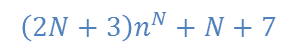 (2N + 3)n^N + N + 7